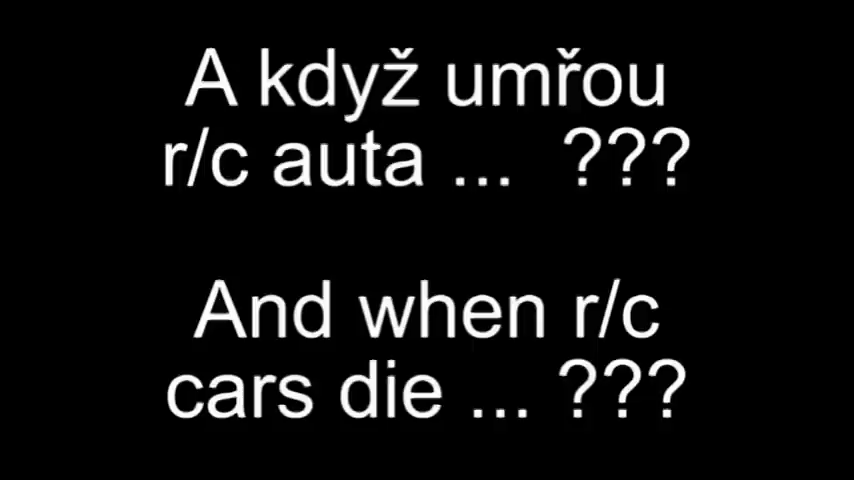 A když umřou
r/c auta ... ???
And when r/c
cars die ... ???